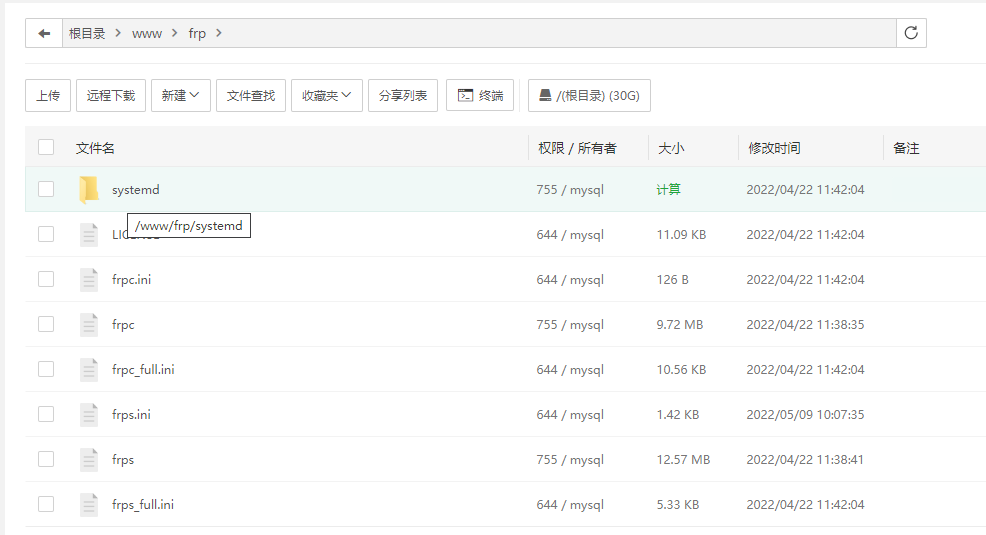 根目录 www frp
上传 远程下载 新建 文件查找 收藏夹 分享列表 终端 /(根目录) (30G)
文件名 权限 / 所有者 大小 修改时间 备注
systemd 755 / mysql 计算 2022/04/22 11:42:04
/www/frp/systemd
644 / mysql 11.09 KB 2022/04/22 11:42:04
frpc.ini 644 / mysql 126 B 2022/04/22 11:42:04
frpc 755 / mysql 9.72 MB 2022/04/22 11:38:35
frpc_full.ini 644 / mysql 10.56 KB 2022/04/22 11:42:04
frps.ini 644 / mysql 1.42 KB 2022/05/09 10:07:35
frps 755 / mysql 12.57 MB 2022/04/22 11:38:41
frps_full.ini 644 / mysql 5.33 KB 2022/04/22 11:42:04